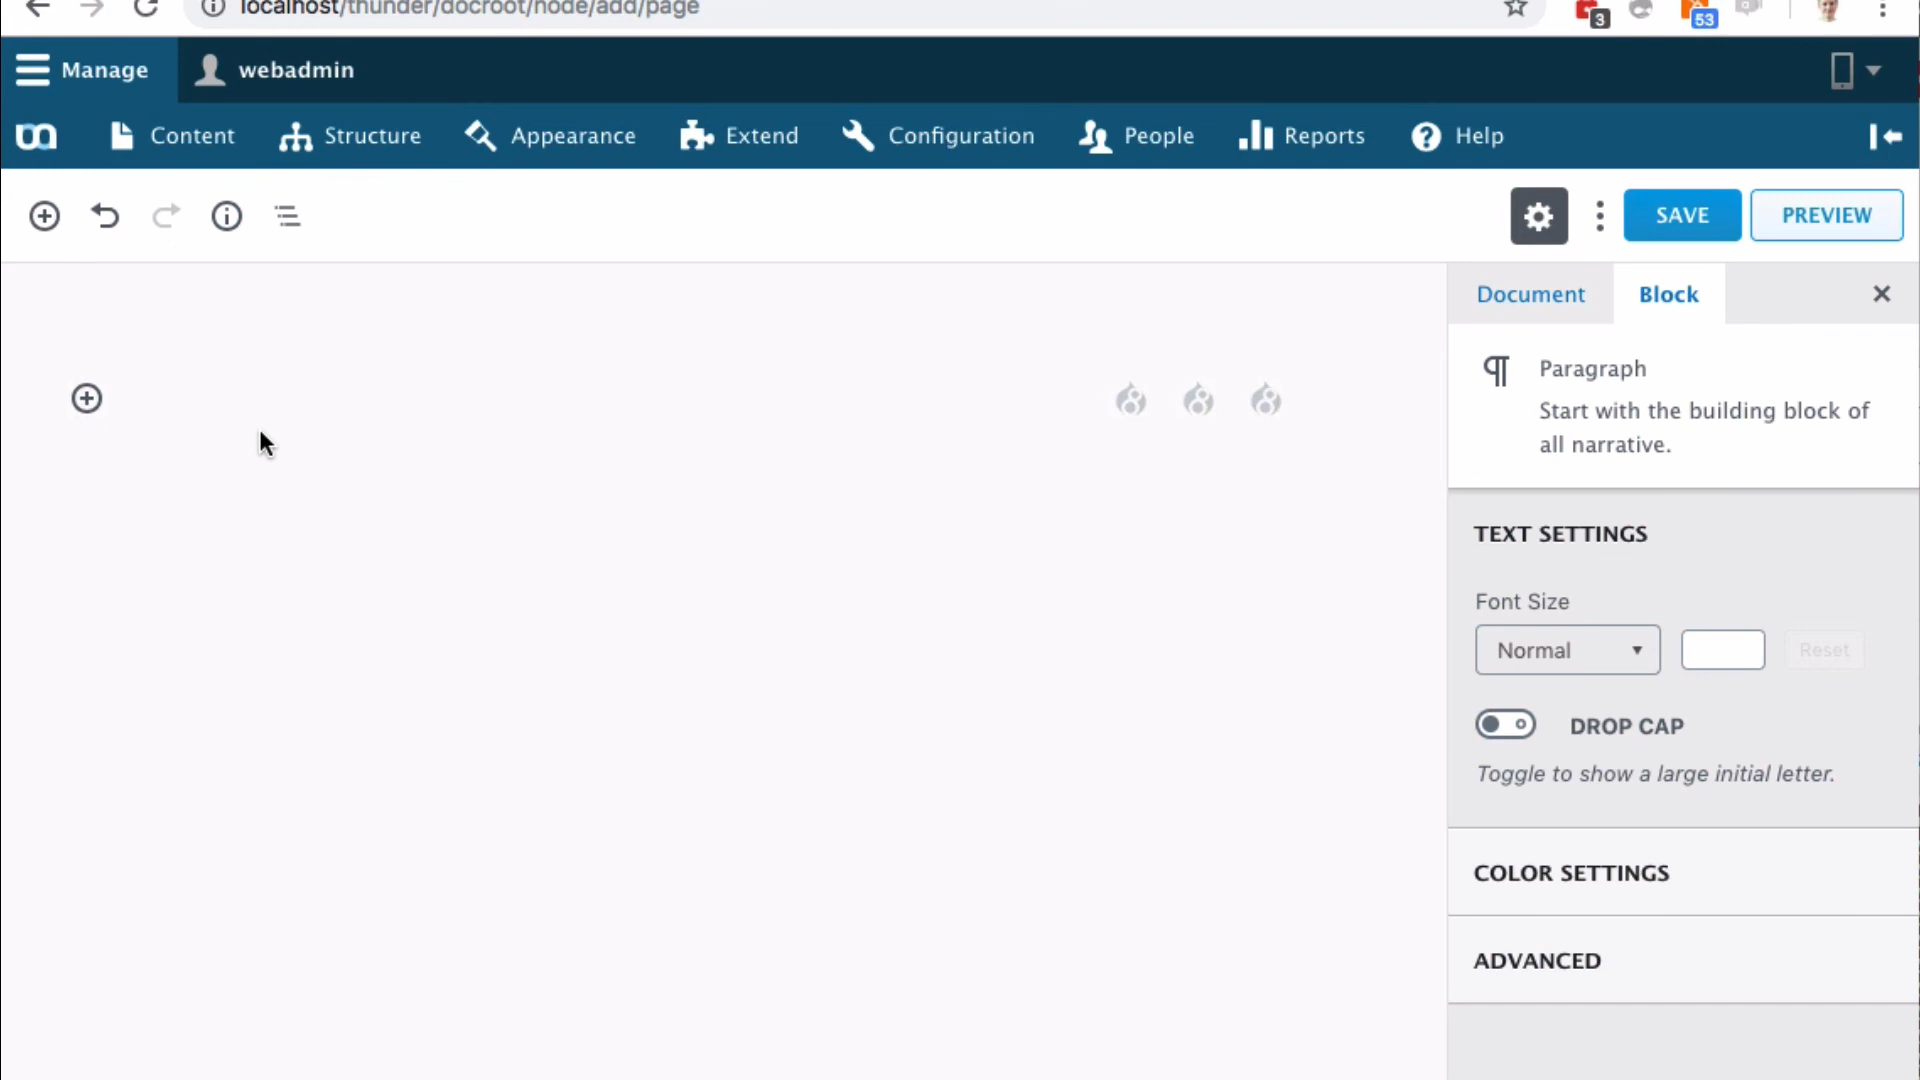 localhost/thunder/docroot/node/add/page
3
53
Manage
webadmin
Content Structure Appearance Extend Configuration People Reports Help
SAVE PREVIEW
Document Block
Paragraph
Start with the building block of
all narrative.
TEXT SETTINGS
Font Size
Normal Reset
DROP CAP
Toggle to show a large initial letter.
COLOR SETTINGS
ADVANCED